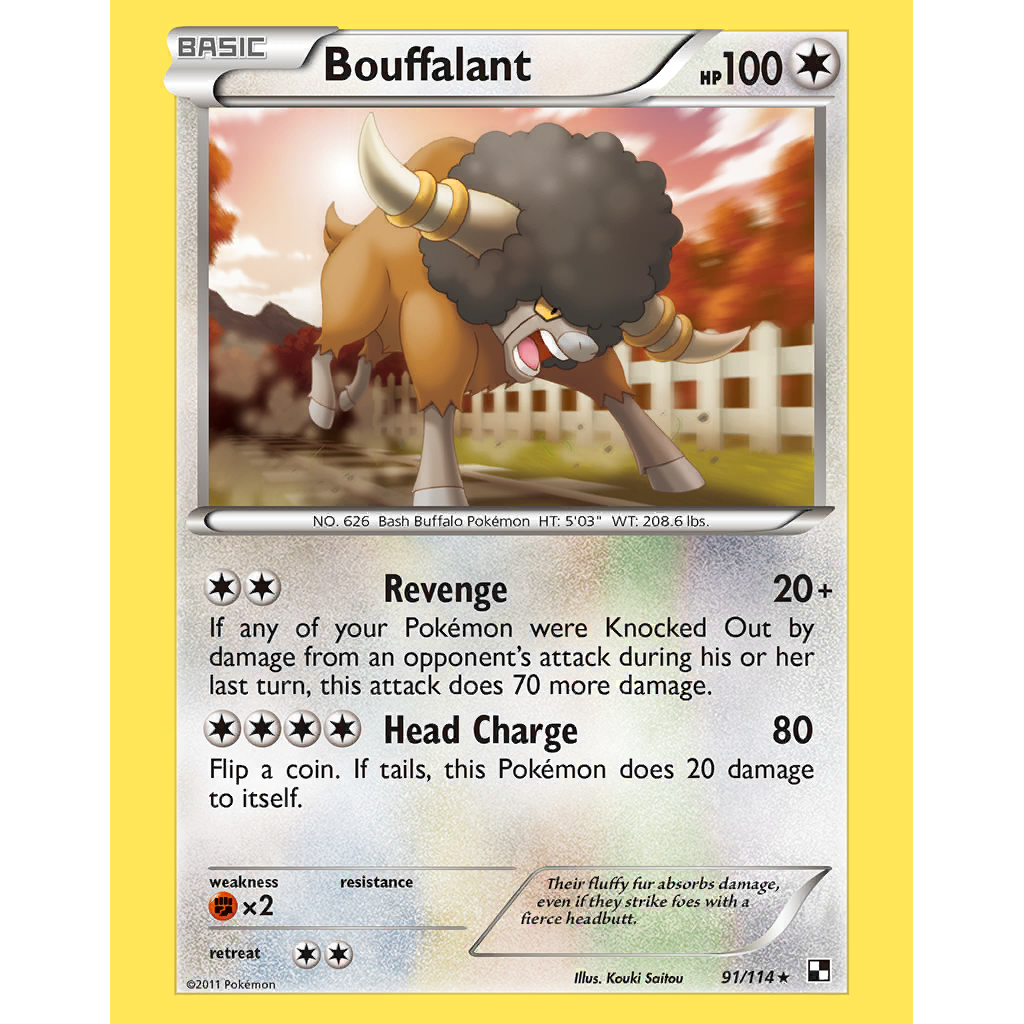 BASIC
Bouffalant
HP100
NO. 626 Bash Buffalo Pokémon HT: 5'03" WT: 208.6 lbs.
Revenge 20+
If any of your Pokémon were Knocked Out by
damage from an opponent's attack during his or her
last turn, this attack does 70 more damage.
Head Charge 80
Flip a coin. If tails, this Pokémon does 20 damage
to itself.
weakness resistance
×2
Their fluffy fur absorbs damage,
even if they strike foes with a
fierce headbutt.
retreat
Illus. Kouki Saitou 91/114★
©2011 Pokémon